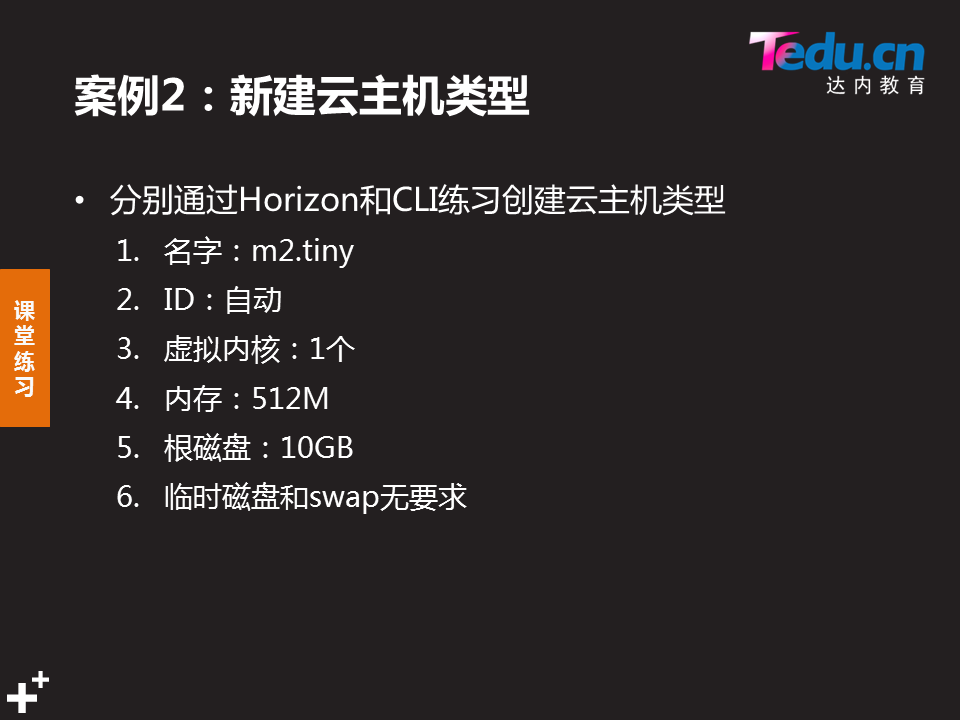 Tedu.cn
达内教育
案例2：新建云主机类型
• 分别通过Horizon和CLI练习创建云主机类型
1. 名字：m2.tiny
2. ID：自动
3. 虚拟内核：1个
4. 内存：512M
5. 根磁盘：10GB
6. 临时磁盘和swap无要求
课
堂
练
习